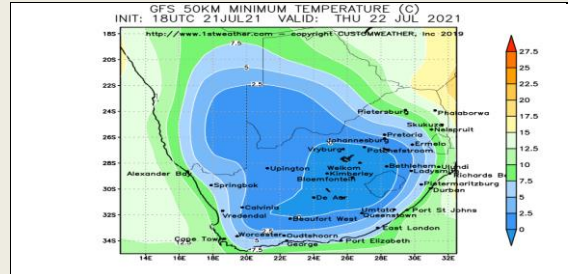 GFS 50KM MINIMUM TEMPERATURE (C)
INIT: 18UTC 21JUL21 VALID: THU 22 JUL 2021
http://www.1stweather.com — copyright CUSTOMWEATHER, Inc 2019
18S
20S
22S
24S
26S
28S
30S
32S
34S
7.5
5
2.5
Pietersburg
Phalaborwa
Skukuza
Nelspruit
Johannesburg
Pretoria
Ermelo
Vryburg
Potchefstroom
Welkom
Bethlehem
Ulundi
Upington
Kimberley
Ladysmith
Richards B
Bloemfontein
Alexander Bay
Springbok
Pietermaritzburg
Durban
De Aar
Calvinia
Vredendal
Beaufort West
Umtata
Port St Johns
Queenstown
Worcester
Oudtshoorn
East London
Cape Town
George
Port Elizabeth
12.5
5
7.5
14E
16E
18E
20E
22E
24E
26E
28E
30E
32E
27.5
25
22.5
20
17.5
15
12.5
10
7.5
5
2.5
0